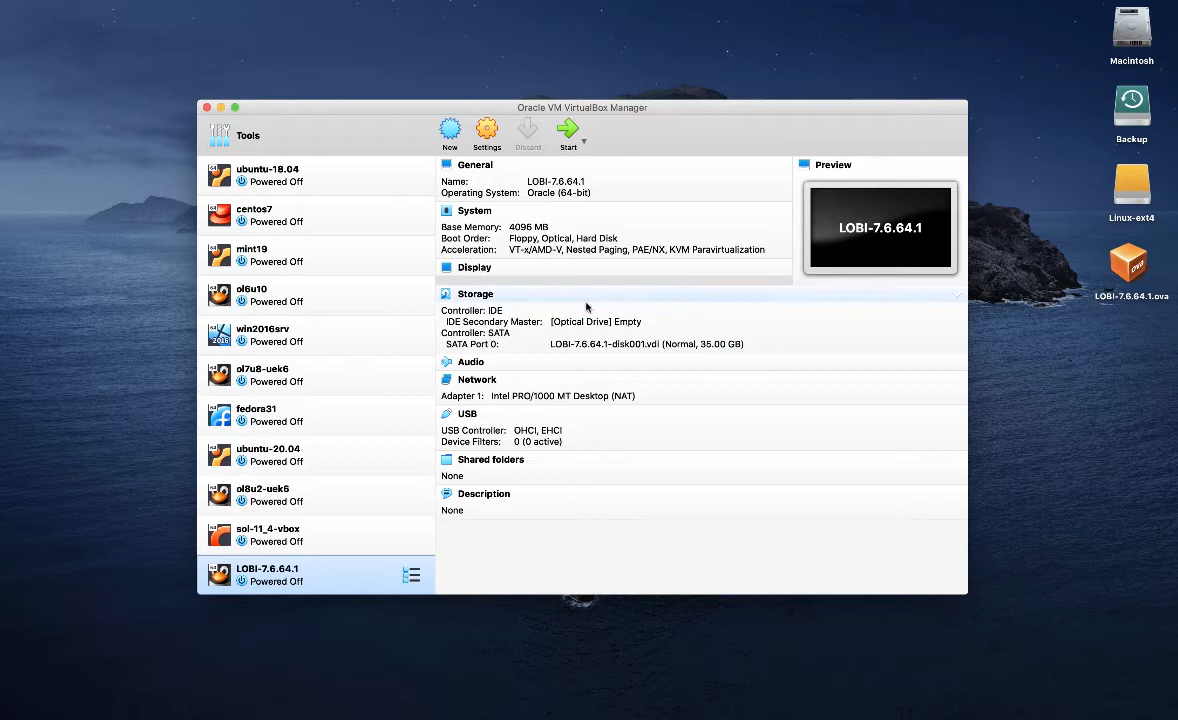 Oracle VM VirtualBox Manager
Tools
New
Settings
Discard
Start
ubuntu-18.04
Powered Off
centos7
Powered Off
mint19
Powered Off
ol6u10
Powered Off
win2016srv
Powered Off
ol7u8-uek6
Powered Off
fedora31
Powered Off
ubuntu-20.04
Powered Off
ol8u2-uek6
Powered Off
sol-11_4-vbox
Powered Off
LOBI-7.6.64.1
Powered Off
General
Name: LOBI-7.6.64.1
Operating System: Oracle (64-bit)
System
Base Memory: 4096 MB
Boot Order: Floppy, Optical, Hard Disk
Acceleration: VT-x/AMD-V, Nested Paging, PAE/NX, KVM Paravirtualization
Display
Storage
Controller: IDE
IDE Secondary Master: [Optical Drive] Empty
Controller: SATA
SATA Port 0: LOBI-7.6.64.1-disk001.vdi (Normal, 35.00 GB)
Audio
Network
Adapter 1: Intel PRO/1000 MT Desktop (NAT)
USB
USB Controller: OHCI, EHCI
Device Filters: 0 (0 active)
Shared folders
None
Description
None
Preview
LOBI-7.6.64.1
Macintosh
Backup
Linux-ext4
OVA
LOBI-7.6.64.1.ova